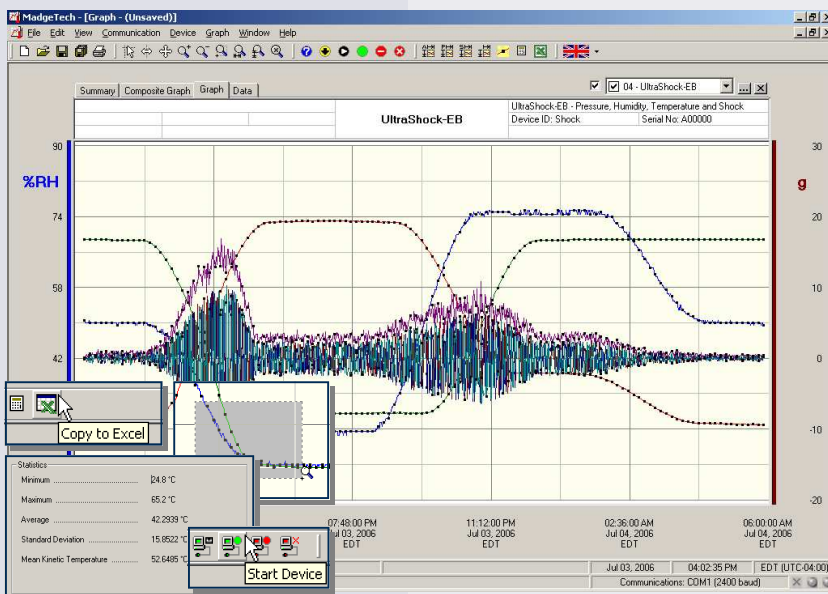 MadgeTech - [Graph - (Unsaved)]
File Edit View Communication Device Graph Window Help
Summary Composite Graph Graph Data
04 - UltraShock-EB
...
UltraShock-EB
UltraShock-EB - Pressure, Humidity, Temperature and Shock
Device ID: Shock Serial No: A00000
90 30
%RH g
74 20
58 10
42 0
-10
-20
Copy to Excel
Statistics
Minimum ........ 24.8 °C
Maximum ........ 65.2 °C
Average ........ 42.2939 °C
Standard Deviation ........ 15.8522 °C
Mean Kinetic Temperature ........ 52.6485 °C
07:48:00 PM 11:12:00 PM 02:36:00 AM 06:00:00 AM
Jul 03, 2006 Jul 03, 2006 Jul 04, 2006 Jul 04, 2006
EDT EDT EDT EDT
Start Device
Jul 03, 2006 04:02:35 PM EDT (UTC-04:00)
Communications: COM1 (2400 baud)